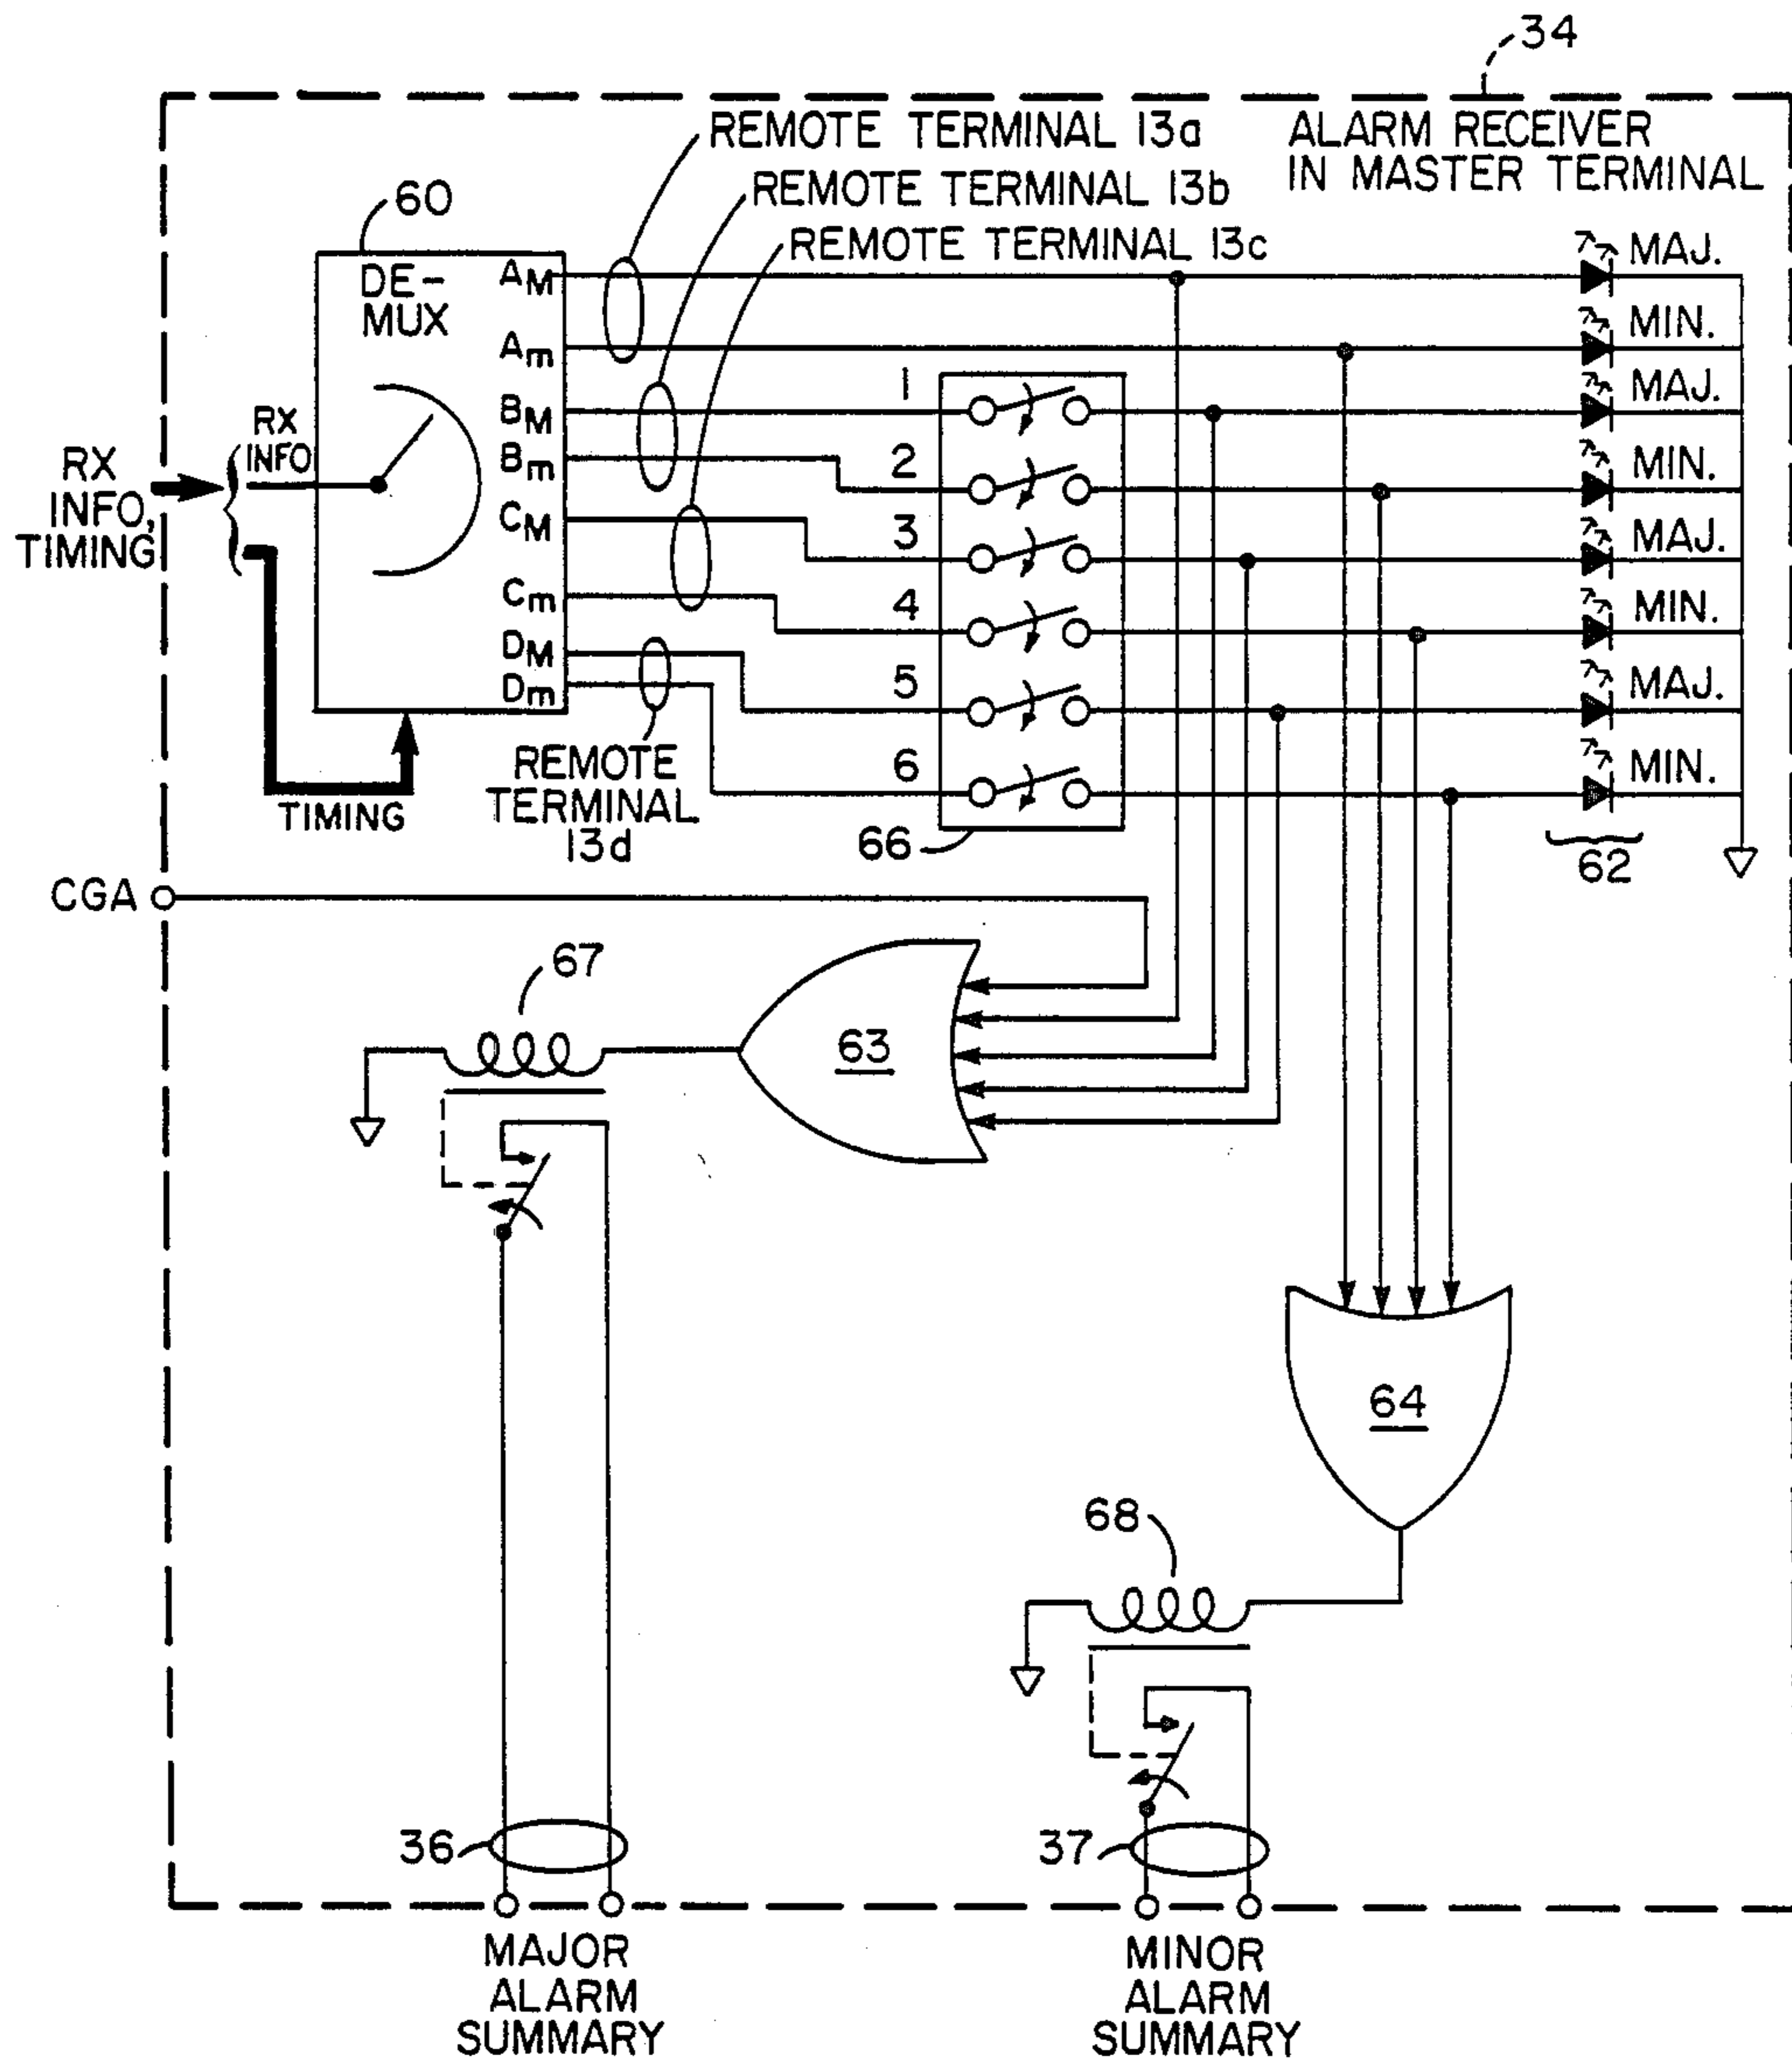 34
REMOTE TERMINAL 13a
ALARM RECEIVER
IN MASTER TERMINAL
REMOTE TERMINAL 13b
REMOTE TERMINAL 13c
60
DE-
MUX
AM
Am
BM
Bm
CM
Cm
DM
Dm
RX
INFO
RX
INFO,
TIMING
TIMING
REMOTE
TERMINAL
13d
1
2
3
4
5
6
66
MAJ.
MIN.
MAJ.
MIN.
MAJ.
MIN.
MAJ.
MIN.
62
CGA
67
63
64
68
36
37
MAJOR
ALARM
SUMMARY
MINOR
ALARM
SUMMARY